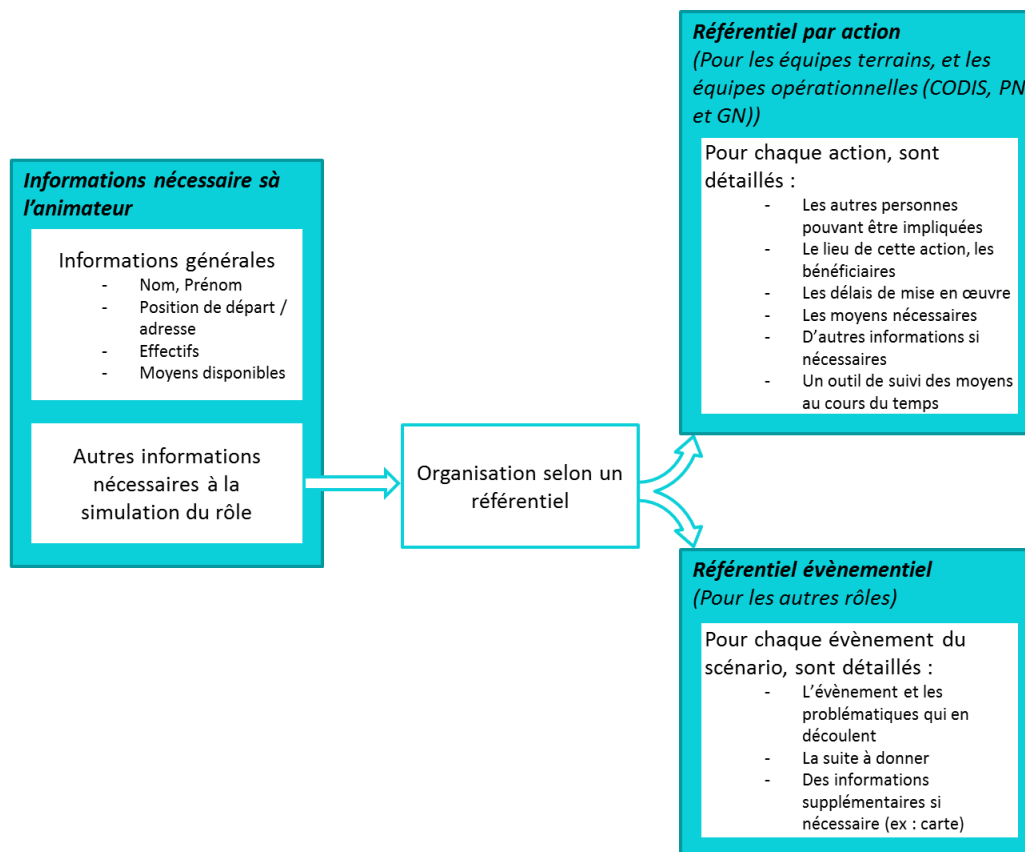 Informations nécessaire sà
l'animateur
Informations générales
- Nom, Prénom
- Position de départ /
adresse
- Effectifs
- Moyens disponibles
Autres informations
nécessaires à la
simulation du rôle
Organisation selon un
référentiel
Référentiel par action
(Pour les équipes terrains, et les
équipes opérationnelles (CODIS, PN
et GN))
Pour chaque action, sont
détaillés :
- Les autres personnes
pouvant être impliquées
- Le lieu de cette action, les
bénéficiaires
- Les délais de mise en œuvre
- Les moyens nécessaires
- D'autres informations si
nécessaires
- Un outil de suivi des moyens
au cours du temps
Référentiel évènementiel
(Pour les autres rôles)
Pour chaque évènement du
scénario, sont détaillés :
- L'évènement et les
problématiques qui en
découlent
- La suite à donner
- Des informations
supplémentaires si
nécessaire (ex : carte)